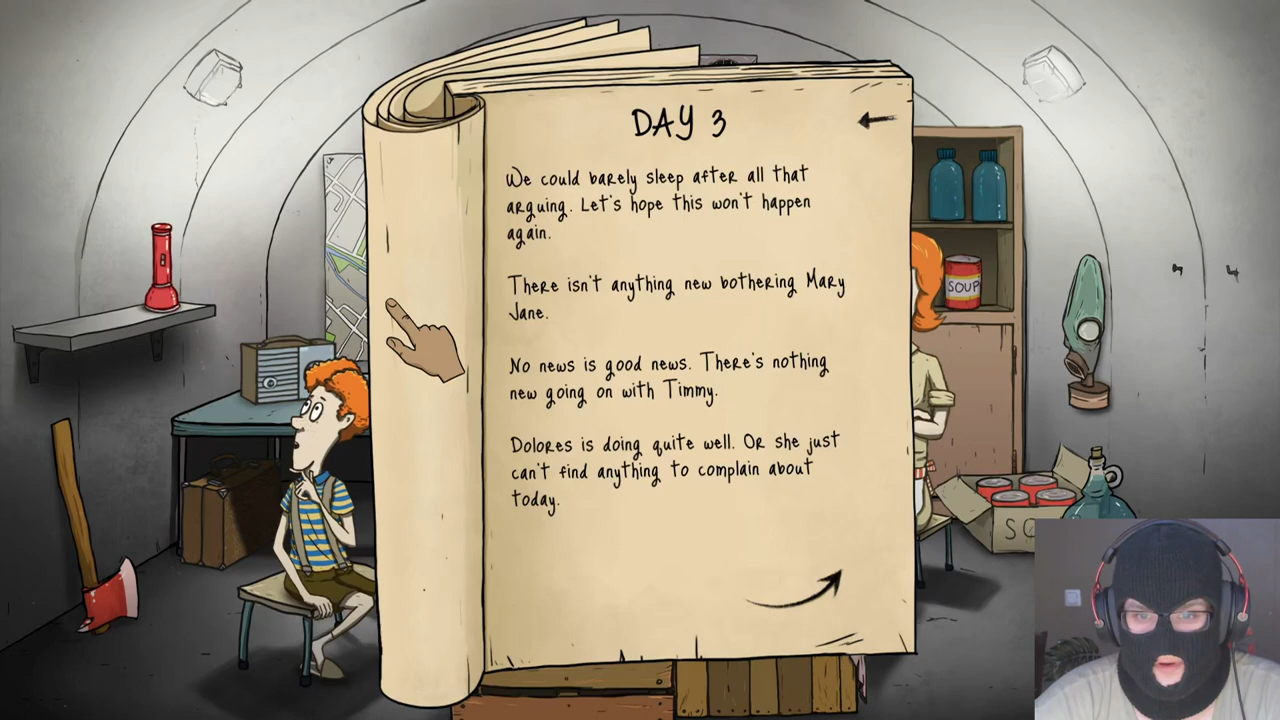 DAY 3
We could barely sleep after all that
arguing. Let's hope this won't happen
again.
There isn't anything new bothering Mary
Jane.
No news is good news. There's nothing
new going on with Timmy.
Dolores is doing quite well. Or she just
can't find anything to complain about
today.
SOUP
SO